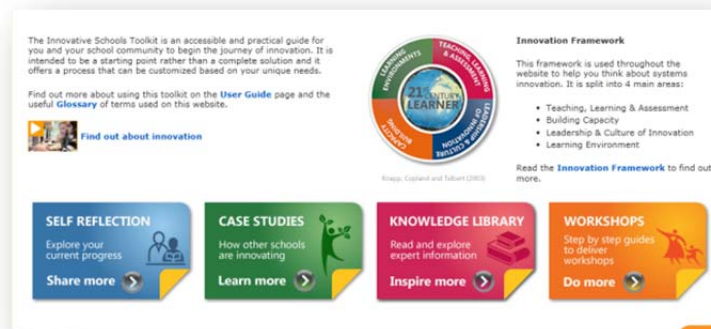 The Innovative Schools Toolkit is an accessible and practical guide for
you and your school community to begin the journey of innovation. It is
intended to be a starting point rather than a complete solution and it
offers a process that can be customized based on your unique needs.
Find out more about using this toolkit on the User Guide page and the
useful Glossary of terms used on this website.
Find out about innovation
LEARNING ENVIRONMENTS
TEACHING, LEARNING & ASSESSMENT
LEADERSHIP & CULTURE OF INNOVATION
CAPACITY BUILDING
21st CENTURY
LEARNER
Knapp, Copland and Talbert (2003)
Innovation Framework
This framework is used throughout the
website to help you think about systems
innovation. It is split into 4 main areas:
• Teaching, Learning & Assessment
• Building Capacity
• Leadership & Culture of Innovation
• Learning Environment
Read the Innovation Framework to find out
more.
SELF REFLECTION
Explore your
current progress
Share more
CASE STUDIES
How other schools
are innovating
Learn more
KNOWLEDGE LIBRARY
Read and explore
expert information
Inspire more
WORKSHOPS
Step by step guides
to deliver
workshops
Do more